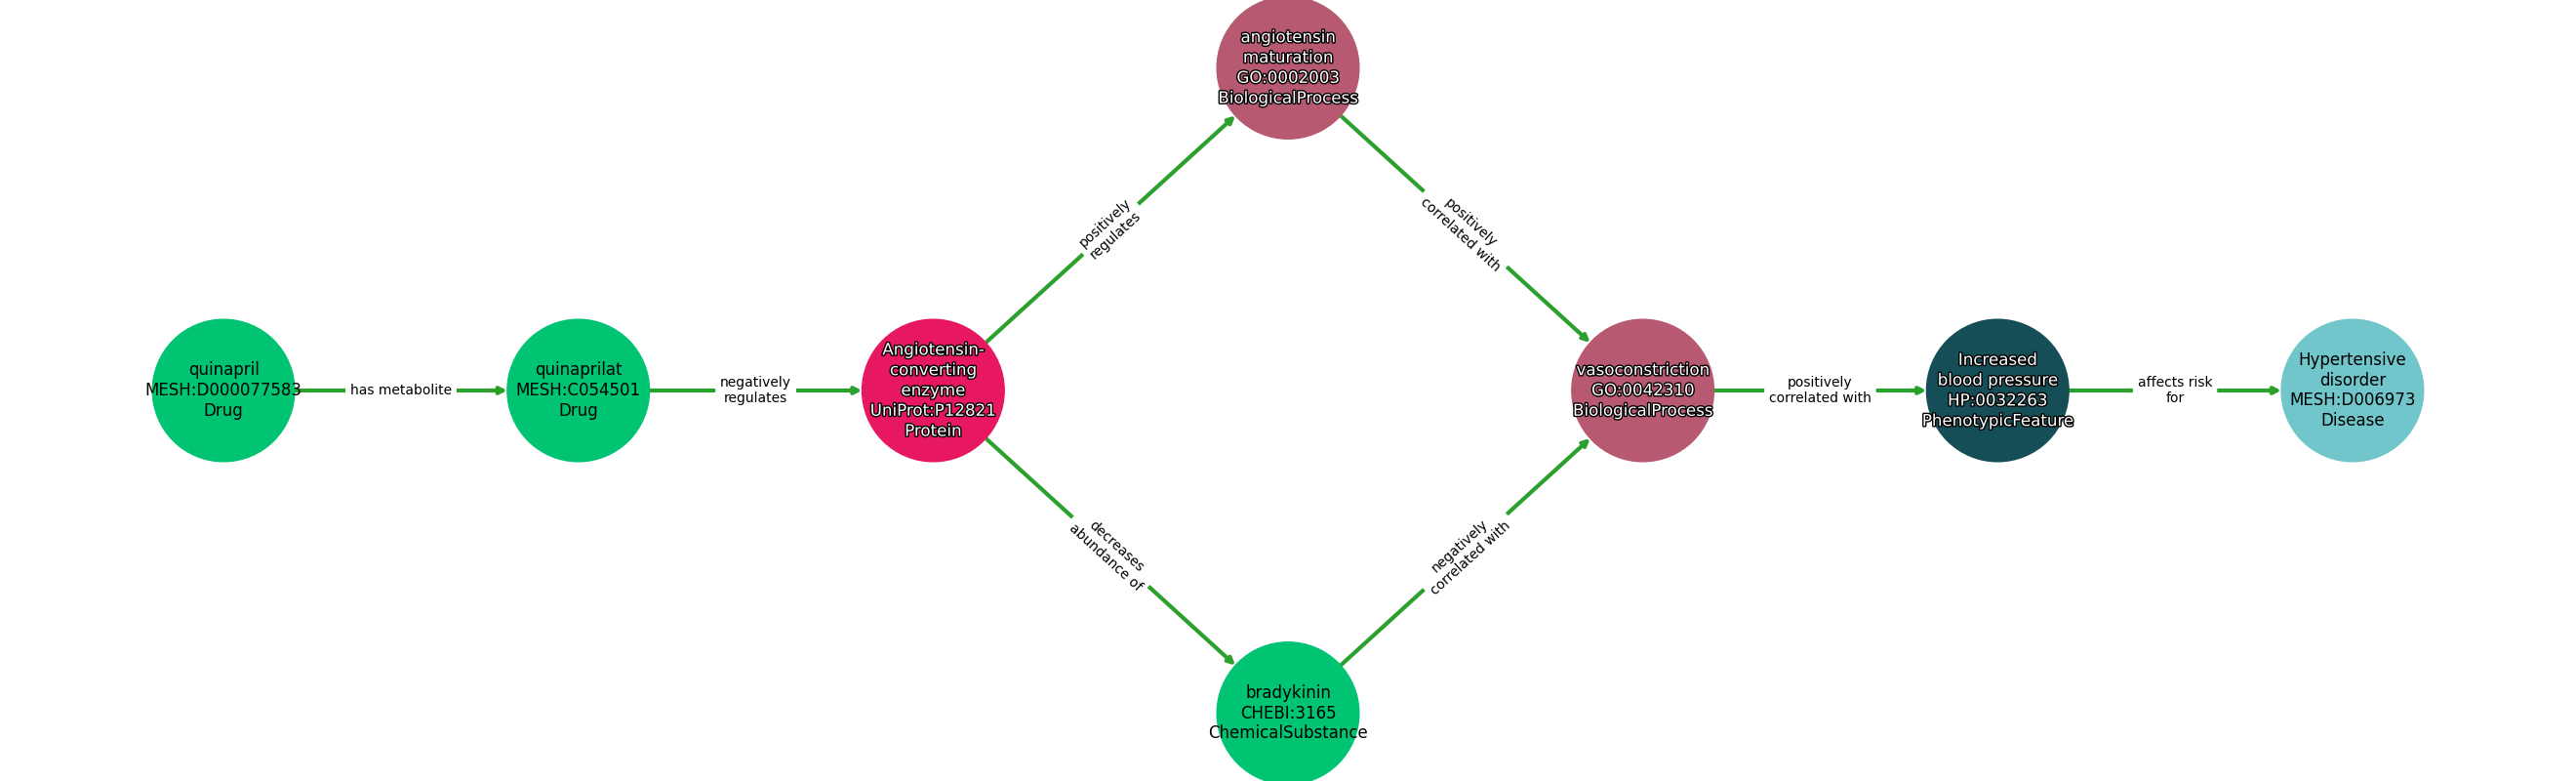 angiotensin
maturation
GO:0002003
BiologicalProcess
positively
regulates
positively
correlated with
quinapril
MESH:D000077583
Drug
has metabolite
quinaprilat
MESH:C054501
Drug
negatively
regulates
Angiotensin-
converting
enzyme
UniProt:P12821
Protein
vasoconstriction
GO:0042310
BiologicalProcess
positively
correlated with
Increased
blood pressure
HP:0032263
PhenotypicFeature
affects risk
for
Hypertensive
disorder
MESH:D006973
Disease
decreases
abundance of
negatively
correlated with
bradykinin
CHEBI:3165
ChemicalSubstance